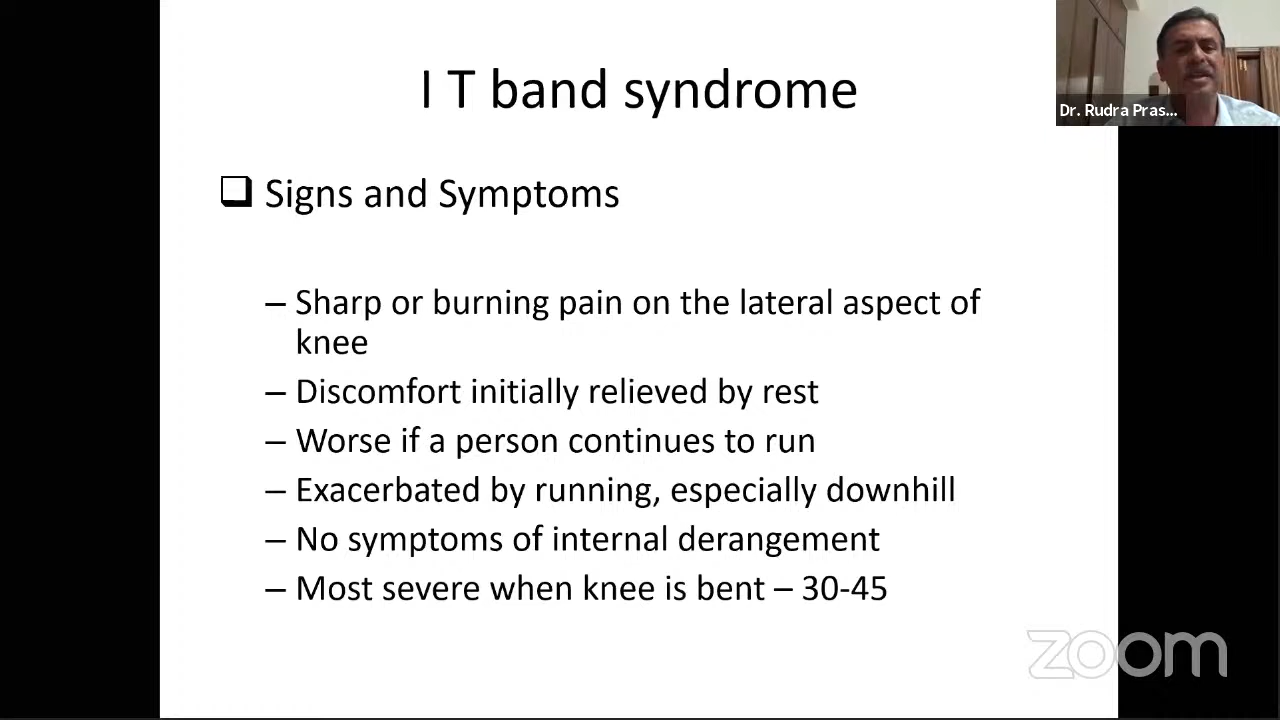 I T band syndrome
Dr. Rudra Pras...
❑ Signs and Symptoms
– Sharp or burning pain on the lateral aspect of
knee
– Discomfort initially relieved by rest
– Worse if a person continues to run
– Exacerbated by running, especially downhill
– No symptoms of internal derangement
– Most severe when knee is bent – 30-45
zoom